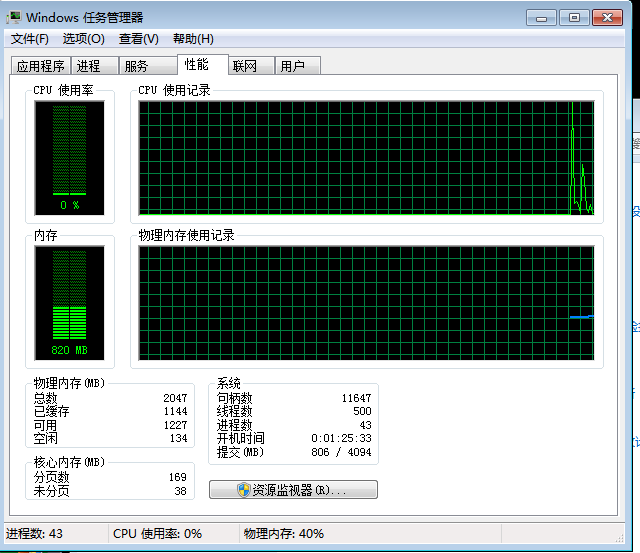 Windows 任务管理器
文件(F) 选项(O) 查看(V) 帮助(H)
应用程序 进程 服务 性能 联网 用户
CPU 使用率 CPU 使用记录
0 %
内存 物理内存使用记录
820 MB
物理内存(MB)
总数 2047
已缓存 1144
可用 1227
空闲 134
核心内存(MB)
分页数 169
未分页 38
系统
句柄数 11647
线程数 500
进程数 43
开机时间 0:01:25:33
提交(MB) 806 / 4094
资源监视器(R)...
进程数: 43 CPU 使用率: 0% 物理内存: 40%